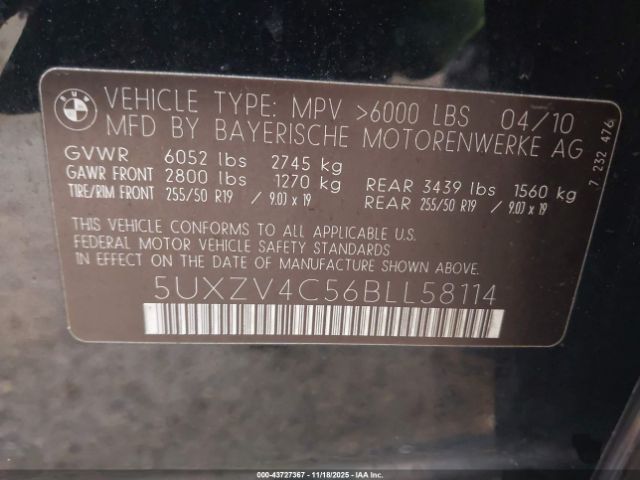 BMW
VEHICLE TYPE: MPV >6000 LBS 04/10
MFD BY BAYERISCHE MOTORENWERKE AG
GVWR 6052 lbs 2745 kg
GAWR FRONT 2800 lbs 1270 kg REAR 3439 lbs 1560 kg
TIRE/RIM FRONT 255/50 R19 / 9.0J x 19 REAR 255/50 R19 / 9.0J x 19
THIS VEHICLE CONFORMS TO ALL APPLICABLE U.S.
FEDERAL MOTOR VEHICLE SAFETY STANDARDS
IN EFFECT ON THE DATE OF MANUFACTURE SHOWN ABOVE.
5UXZV4C56BLL58114
7 232 476
000-43727367 - 11/18/2025 - IAA Inc.